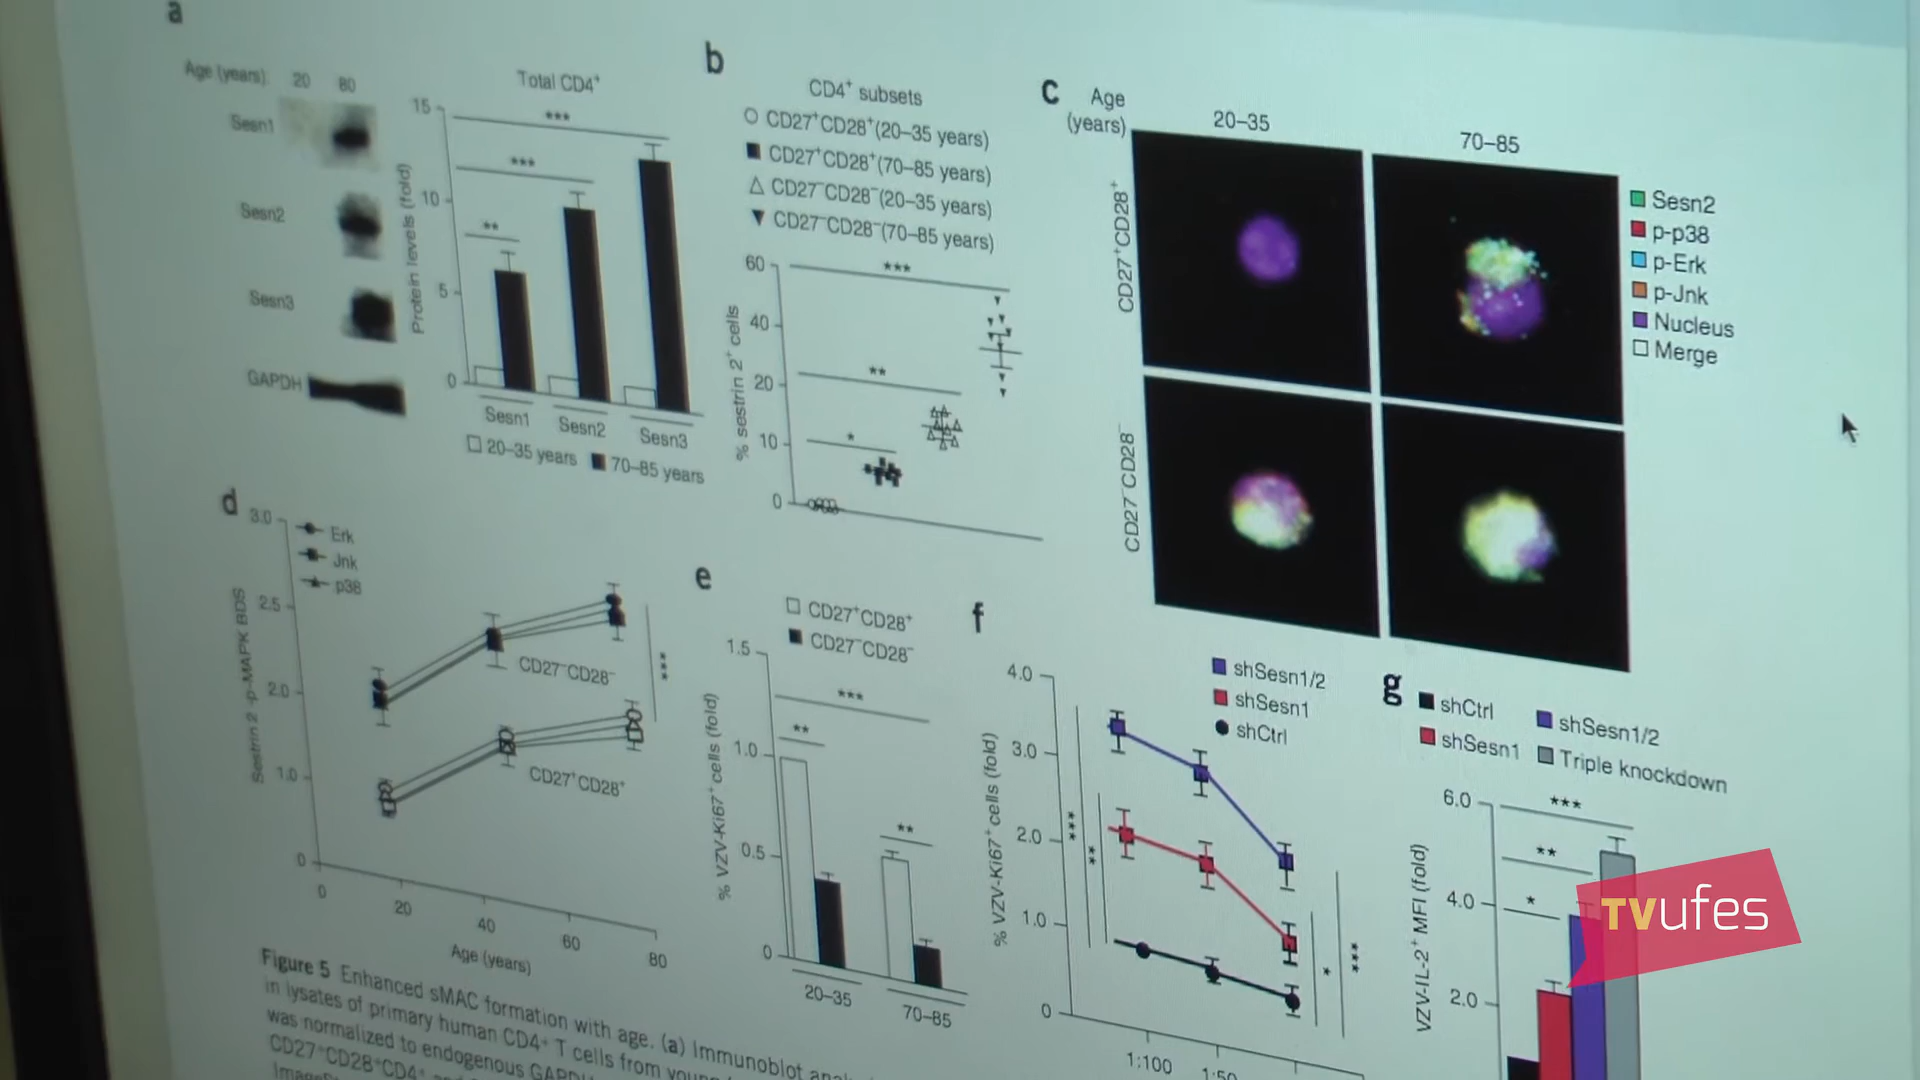 a
Age (years) 20 80
Sesn1
Sesn2
Sesn3
GAPDH
Total CD4⁺
Protein levels (fold)
15
10
5
0
***
***
**
Sesn1 Sesn2 Sesn3
20–35 years 70–85 years
b
CD4⁺ subsets
CD27⁺CD28⁺(20–35 years)
CD27⁺CD28⁺(70–85 years)
CD27⁻CD28⁻(20–35 years)
CD27⁻CD28⁻(70–85 years)
% sestrin 2⁺ cells
60
40
20
10
0
***
**
*
c
Age
(years)
20–35
70–85
CD27⁺CD28⁺
CD27⁻CD28⁻
Sesn2
p-p38
p-Erk
p-Jnk
Nucleus
Merge
d
Erk
Jnk
p38
Sestrin 2 -p-MAPK BDS
3.0
2.5
2.0
1.0
0
CD27⁻CD28⁻
CD27⁺CD28⁺
***
0 20 40 60 80
Age (years)
e
CD27⁺CD28⁺
CD27⁻CD28⁻
% VZV-Ki67⁺ cells (fold)
1.5
1.0
0.5
0
***
**
**
20–35 70–85
f
shSesn1/2
shSesn1
shCtrl
% VZV-Ki67⁺ cells (fold)
4.0
3.0
2.0
1.0
0
***
**
*
***
1:100 1:50
g
shCtrl
shSesn1/2
shSesn1
Triple knockdown
VZV-IL-2⁺ MFI (fold)
6.0
4.0
2.0
***
**
*
TVufes
Figure 5 Enhanced sMAC formation with age. (a) Immunoblot
in lysates of primary human CD4⁺ T cells from
was normalized to endogenous
CD27⁺CD28⁺CD4⁺